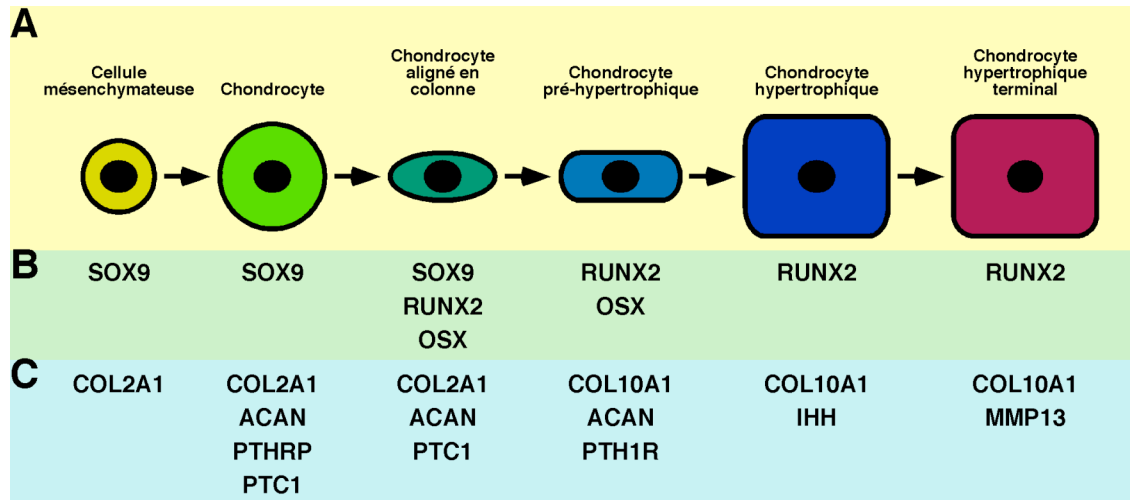 A
Cellule
mésenchymateuse
Chondrocyte
Chondrocyte
aligné en
colonne
Chondrocyte
pré-hypertrophique
Chondrocyte
hypertrophique
Chondrocyte
hypertrophique
terminal
B
SOX9
SOX9
SOX9
RUNX2
OSX
RUNX2
OSX
RUNX2
RUNX2
C
COL2A1
COL2A1
ACAN
PTHRP
PTC1
COL2A1
ACAN
PTC1
COL10A1
ACAN
PTH1R
COL10A1
IHH
COL10A1
MMP13